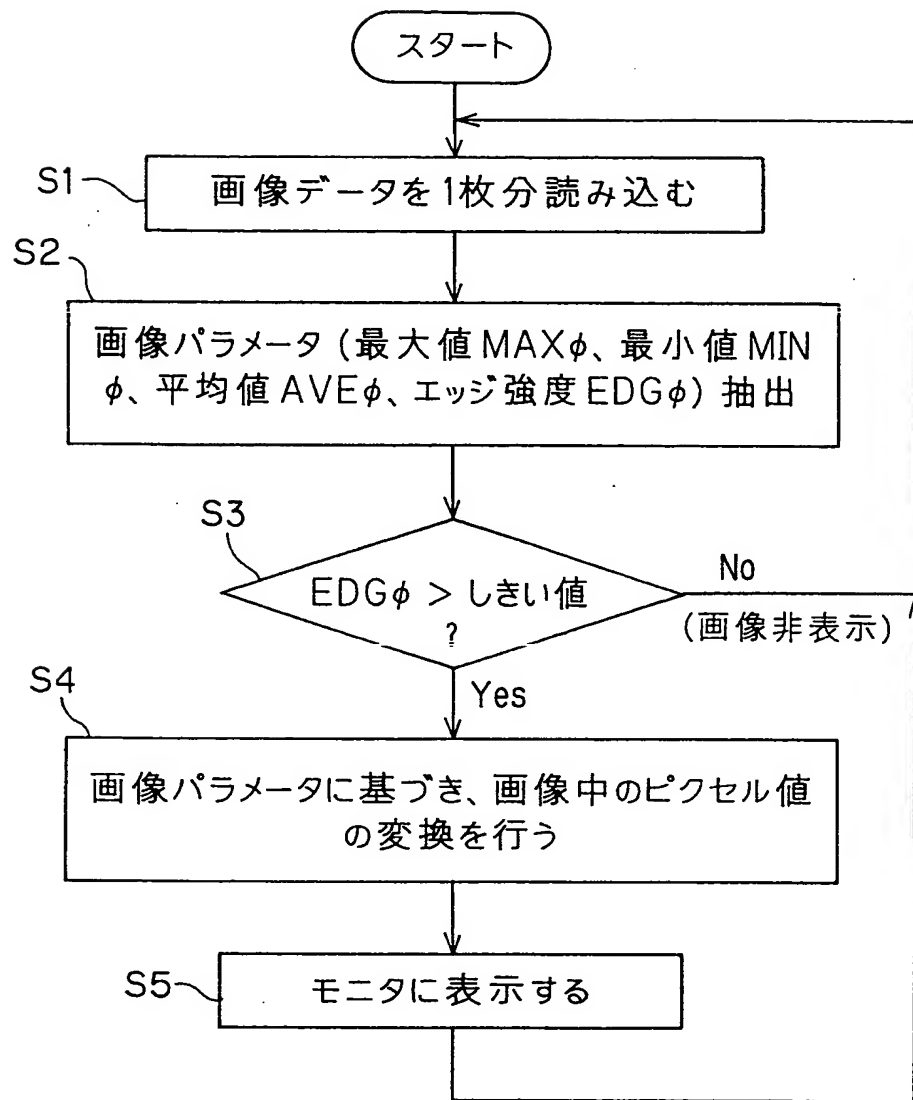 スタート
S1
画像データを1枚分読み込む
S2
画像パラメータ(最大値MAXφ、最小値MIN
φ、平均値AVEφ、エッジ強度EDGφ)抽出
S3
EDGφ > しきい値
?
No
(画像非表示)
Yes
S4
画像パラメータに基づき、画像中のピクセル値
の変換を行う
S5
モニタに表示する